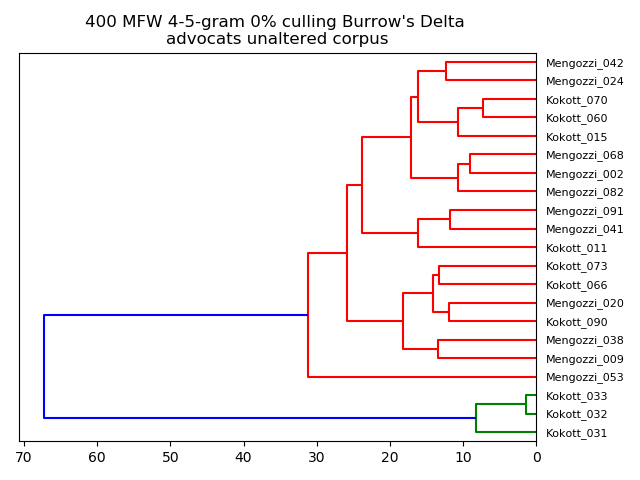 400 MFW 4-5-gram 0% culling Burrow's Delta
advocats unaltered corpus
Mengozzi_042
Mengozzi_024
Kokott_070
Kokott_060
Kokott_015
Mengozzi_068
Mengozzi_002
Mengozzi_082
Mengozzi_091
Mengozzi_041
Kokott_011
Kokott_073
Kokott_066
Mengozzi_020
Kokott_090
Mengozzi_038
Mengozzi_009
Mengozzi_053
Kokott_033
Kokott_032
Kokott_031
70 60 50 40 30 20 10 0